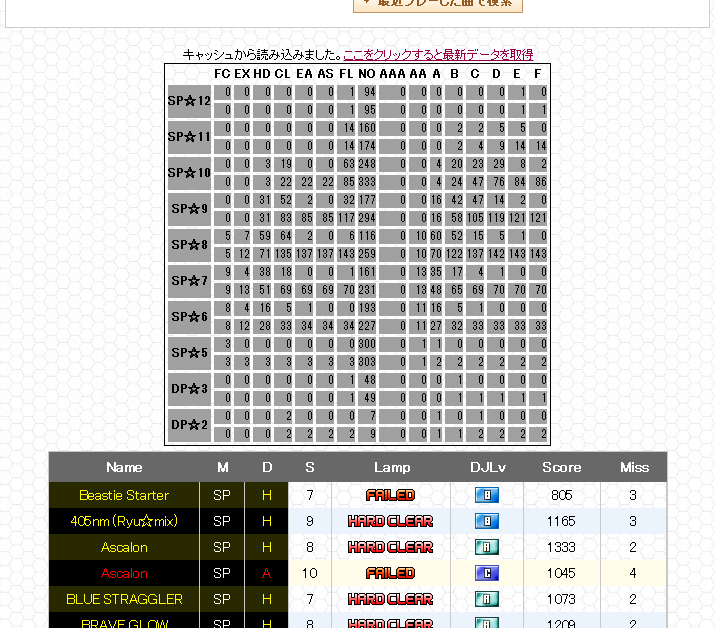 最近プレーした曲で検索
キャッシュから読み込みました。ここをクリックすると最新データを取得
FC EX HD CL EA AS FL NO AAA AA A B C D E F
SP☆12 0 0 0 0 0 0 1 94 0 0 0 0 0 0 1 0
0 0 0 0 0 0 1 95 0 0 0 0 0 0 1 1
SP☆11 0 0 0 0 0 0 14 160 0 0 0 2 2 5 5 0
0 0 0 0 0 0 14 174 0 0 0 2 4 9 14 14
SP☆10 0 0 3 19 0 0 63 248 0 0 4 20 23 29 8 2
0 0 3 22 22 22 85 333 0 0 4 24 47 76 84 86
SP☆9 0 0 31 52 2 0 32 177 0 0 16 42 47 14 2 0
0 0 31 83 85 85 117 294 0 0 16 58 105 119 121 121
SP☆8 5 7 59 64 2 0 6 116 0 10 60 52 15 5 1 0
5 12 71 135 137 137 143 259 0 10 70 122 137 142 143 143
SP☆7 9 4 38 18 0 0 1 161 0 13 35 17 4 1 0 0
9 13 51 69 69 69 70 231 0 13 48 65 69 70 70 70
SP☆6 8 4 16 5 1 0 0 193 0 11 16 5 1 0 0 0
8 12 28 33 34 34 34 227 0 11 27 32 33 33 33 33
SP☆5 3 0 0 0 0 0 0 300 0 1 1 0 0 0 0 0
3 3 3 3 3 3 3 303 0 1 2 2 2 2 2 2
DP☆3 0 0 0 0 0 0 1 48 0 0 0 1 0 0 0 0
0 0 0 0 0 0 1 49 0 0 0 1 1 1 1 1
DP☆2 0 0 0 2 0 0 0 7 0 0 1 0 1 0 0 0
0 0 0 2 2 2 2 9 0 0 1 1 2 2 2 2
Name M D S Lamp DJLv Score Miss
Beastie Starter SP H 7 FAILED B 805 3
405nm (Ryu☆mix) SP H 9 HARD CLEAR B 1165 3
Ascalon SP H 8 HARD CLEAR A 1333 2
Ascalon SP A 10 FAILED C 1045 4
BLUE STRAGGLER SP H 7 HARD CLEAR A 1073 2
BRAVE GLOW SP H 8 HARD CLEAR A 1209 2